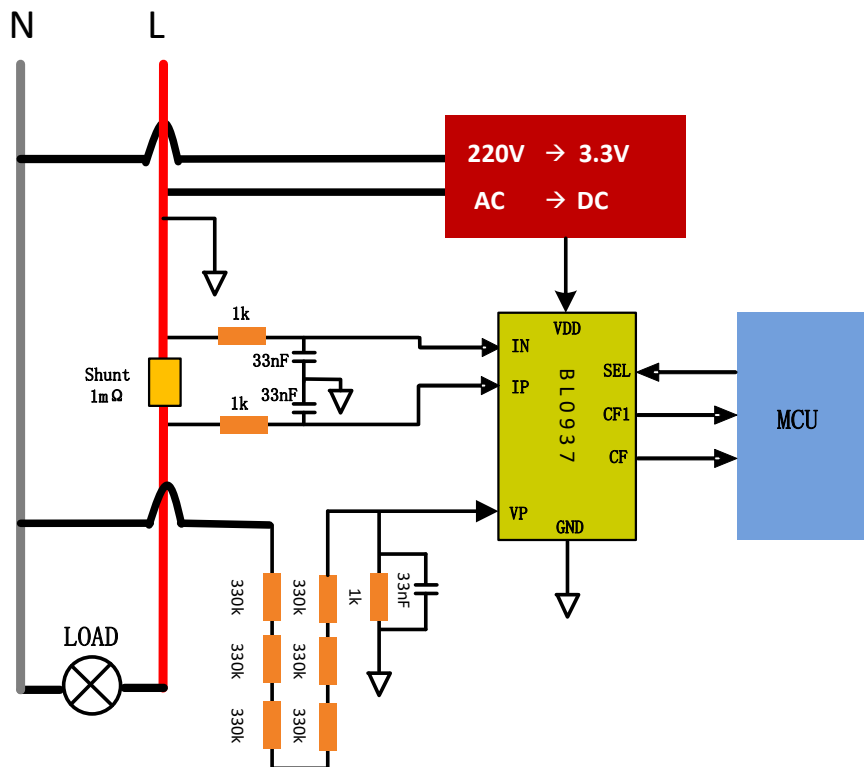 N L
220V → 3.3V
AC → DC
1k
33nF
Shunt
1mΩ
33nF
1k
VDD
IN
IP
BL0937
SEL
CF1
CF
VP
GND
MCU
330k 330k 1k 33nF
330k 330k
330k 330k
LOAD